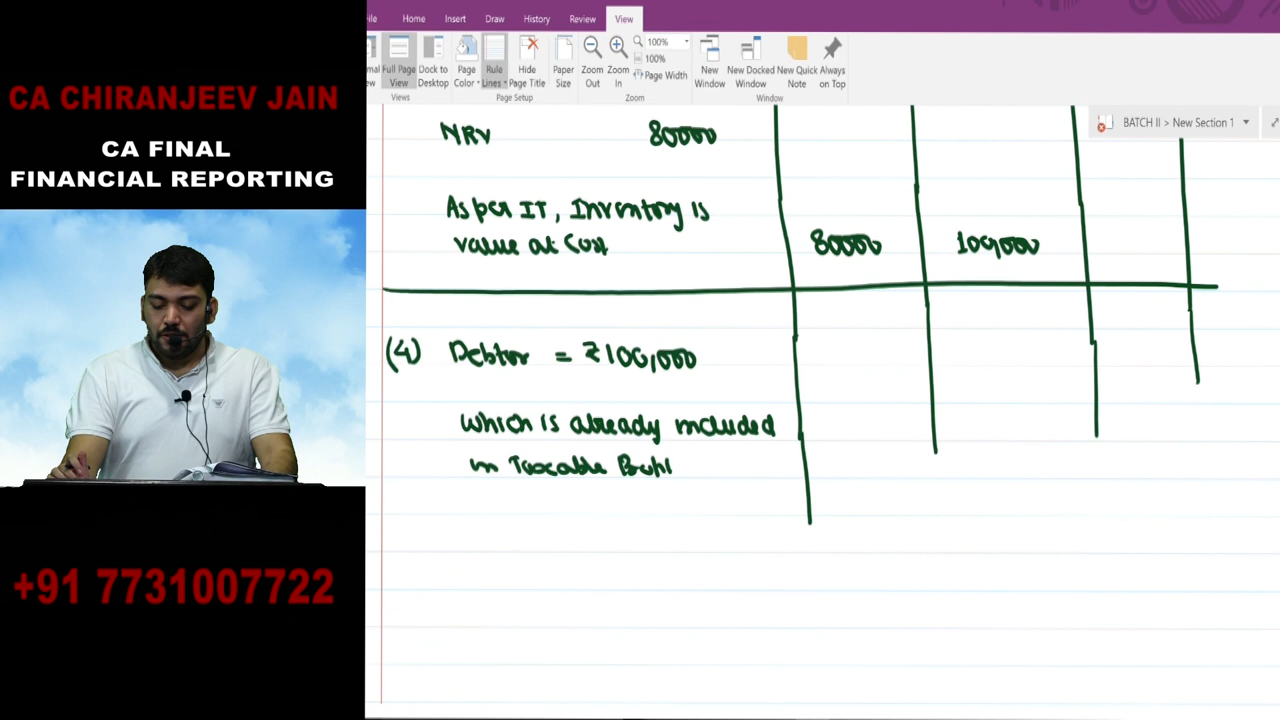 CA CHIRANJEEV JAIN
CA FINAL
FINANCIAL REPORTING
+91 7731007722
Home Insert Draw History Review View
Full Page View
Dock to Desktop
Page Color
Rule Lines
Hide Page Title
Paper Size
Zoom Out
Zoom In
100%
100%
Page Width
New Window
New Docked Window
New Quick Note
Always on Top
Views Page Setup Zoom Window
BATCH II > New Section 1
NRV 80000
As per IT, Inventory is
value at Cost 80000 100,000
(4) Debtor = ₹100,000
which is already included
in Taxable